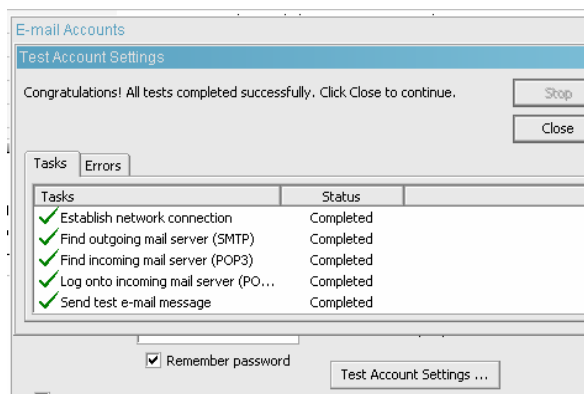 E-mail Accounts
Test Account Settings
Congratulations! All tests completed successfully. Click Close to continue.
Stop
Close
Tasks Errors
Tasks Status
Establish network connection Completed
Find outgoing mail server (SMTP) Completed
Find incoming mail server (POP3) Completed
Log onto incoming mail server (PO... Completed
Send test e-mail message Completed
Remember password
Test Account Settings ...